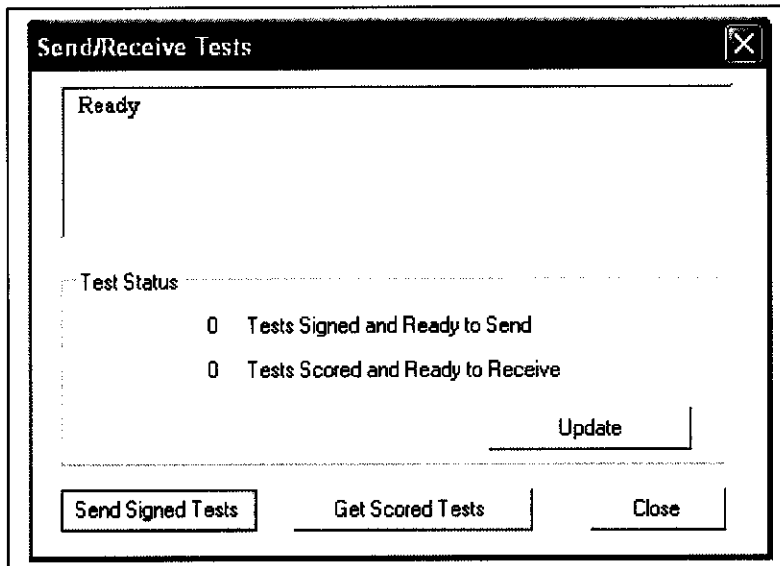 Send/Receive Tests
Ready
Test Status
0 Tests Signed and Ready to Send
0 Tests Scored and Ready to Receive
Update
Send Signed Tests Get Scored Tests Close